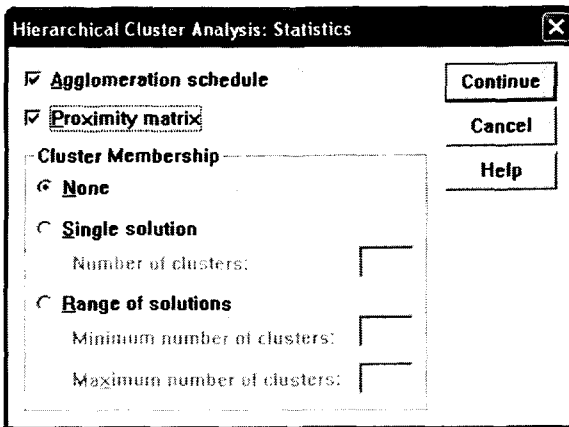 Hierarchical Cluster Analysis: Statistics
Agglomeration schedule
Proximity matrix
Cluster Membership
None
Single solution
Number of clusters:
Range of solutions
Minimum number of clusters:
Maximum number of clusters:
Continue
Cancel
Help